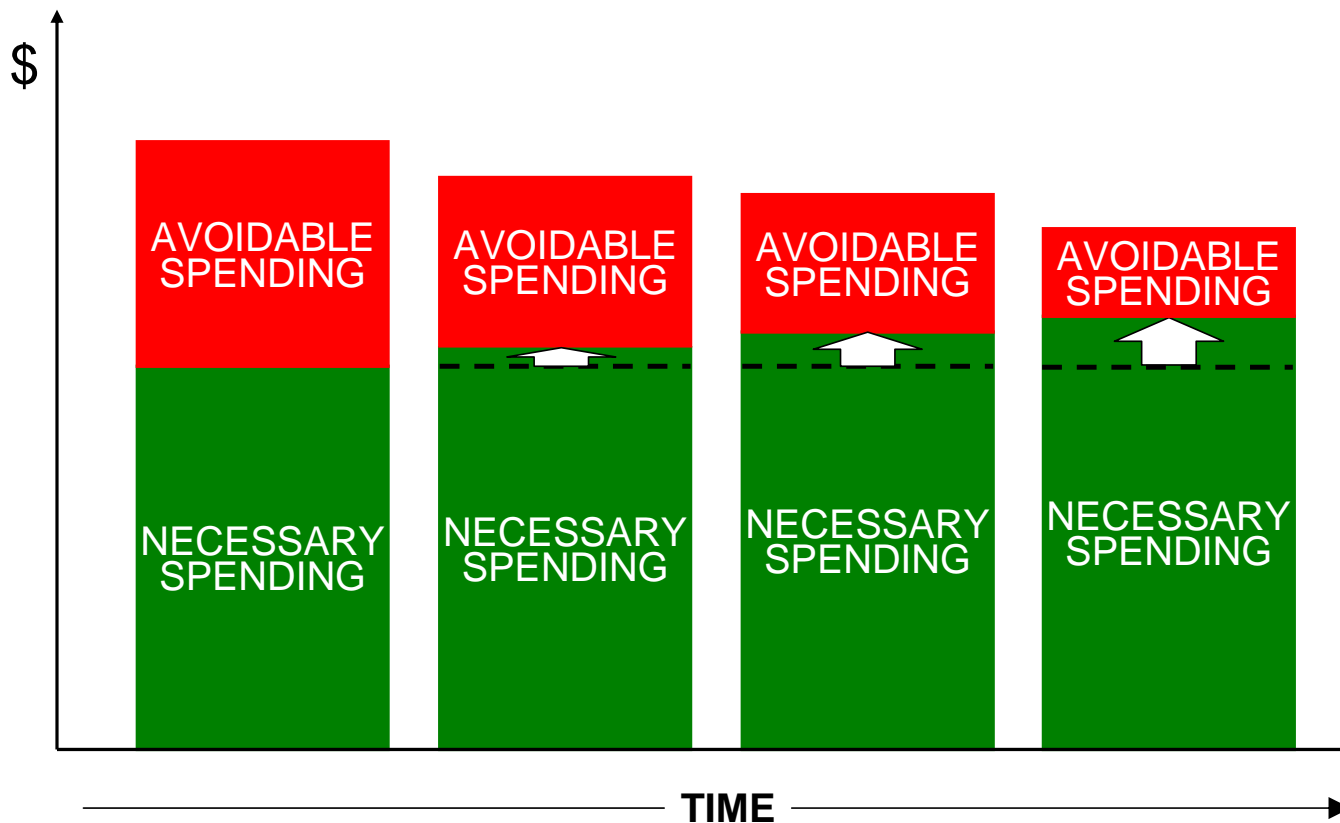 $
AVOIDABLE
SPENDING
NECESSARY
SPENDING
AVOIDABLE
SPENDING
NECESSARY
SPENDING
AVOIDABLE
SPENDING
NECESSARY
SPENDING
AVOIDABLE
SPENDING
NECESSARY
SPENDING
TIME